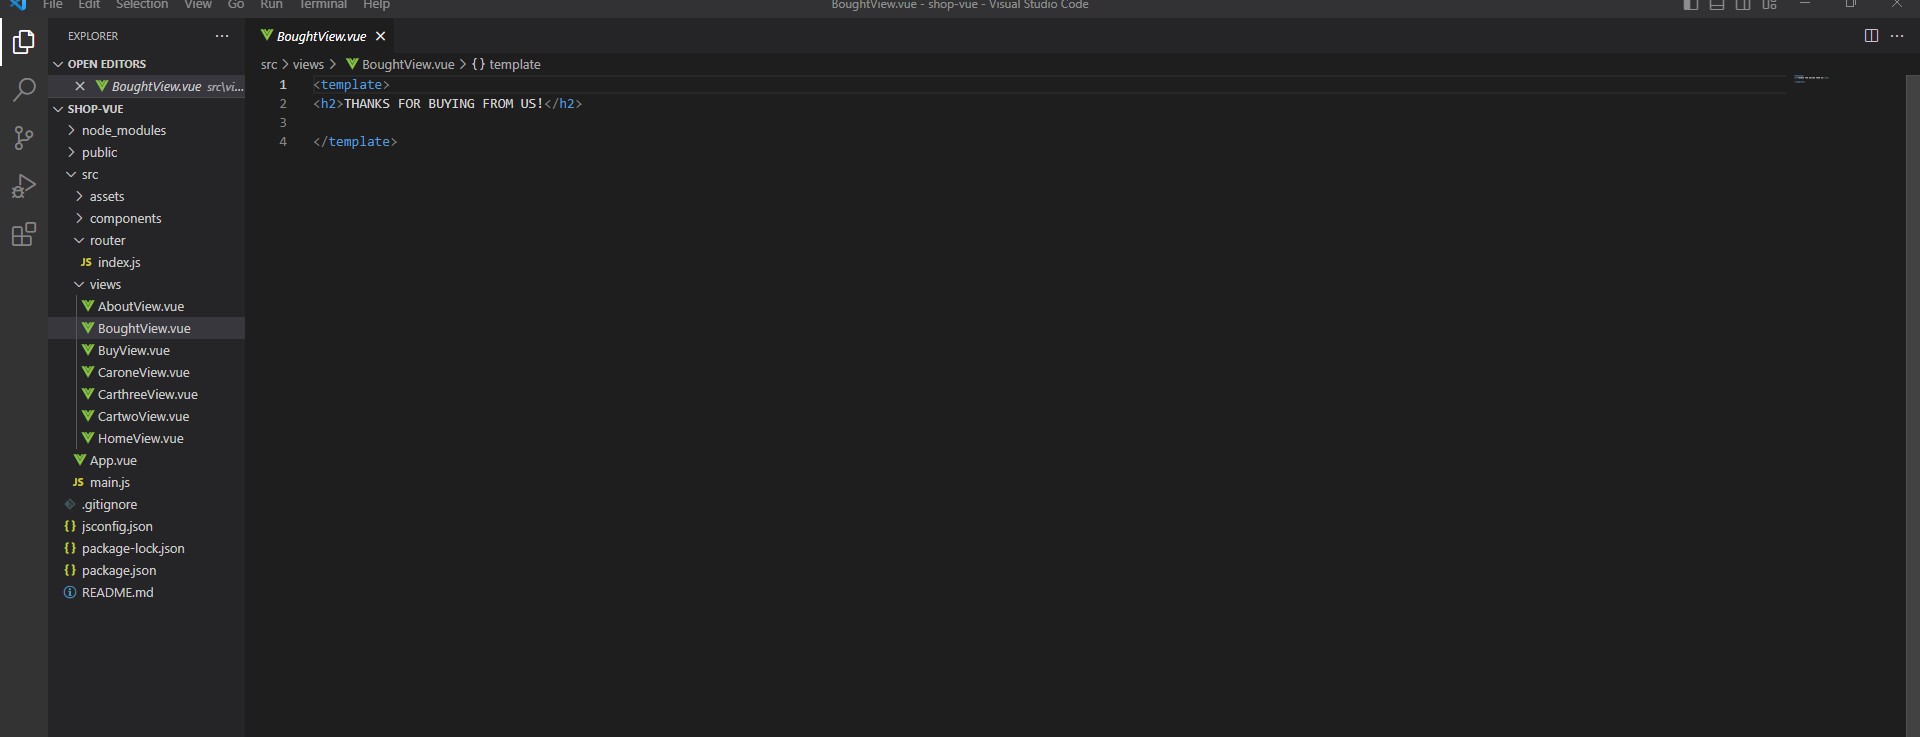 File Edit Selection View Go Run Terminal Help
BoughtView.vue - shop-vue - Visual Studio Code
EXPLORER
OPEN EDITORS
BoughtView.vue src\vi...
SHOP-VUE
node_modules
public
src
assets
components
router
JS index.js
views
AboutView.vue
BoughtView.vue
BuyView.vue
CaroneView.vue
CarthreeView.vue
CartwoView.vue
HomeView.vue
App.vue
JS main.js
.gitignore
{} jsconfig.json
{} package-lock.json
{} package.json
README.md
BoughtView.vue
src > views > BoughtView.vue > {} template
1 <template>
2 <h2>THANKS FOR BUYING FROM US!</h2>
3
4 </template>